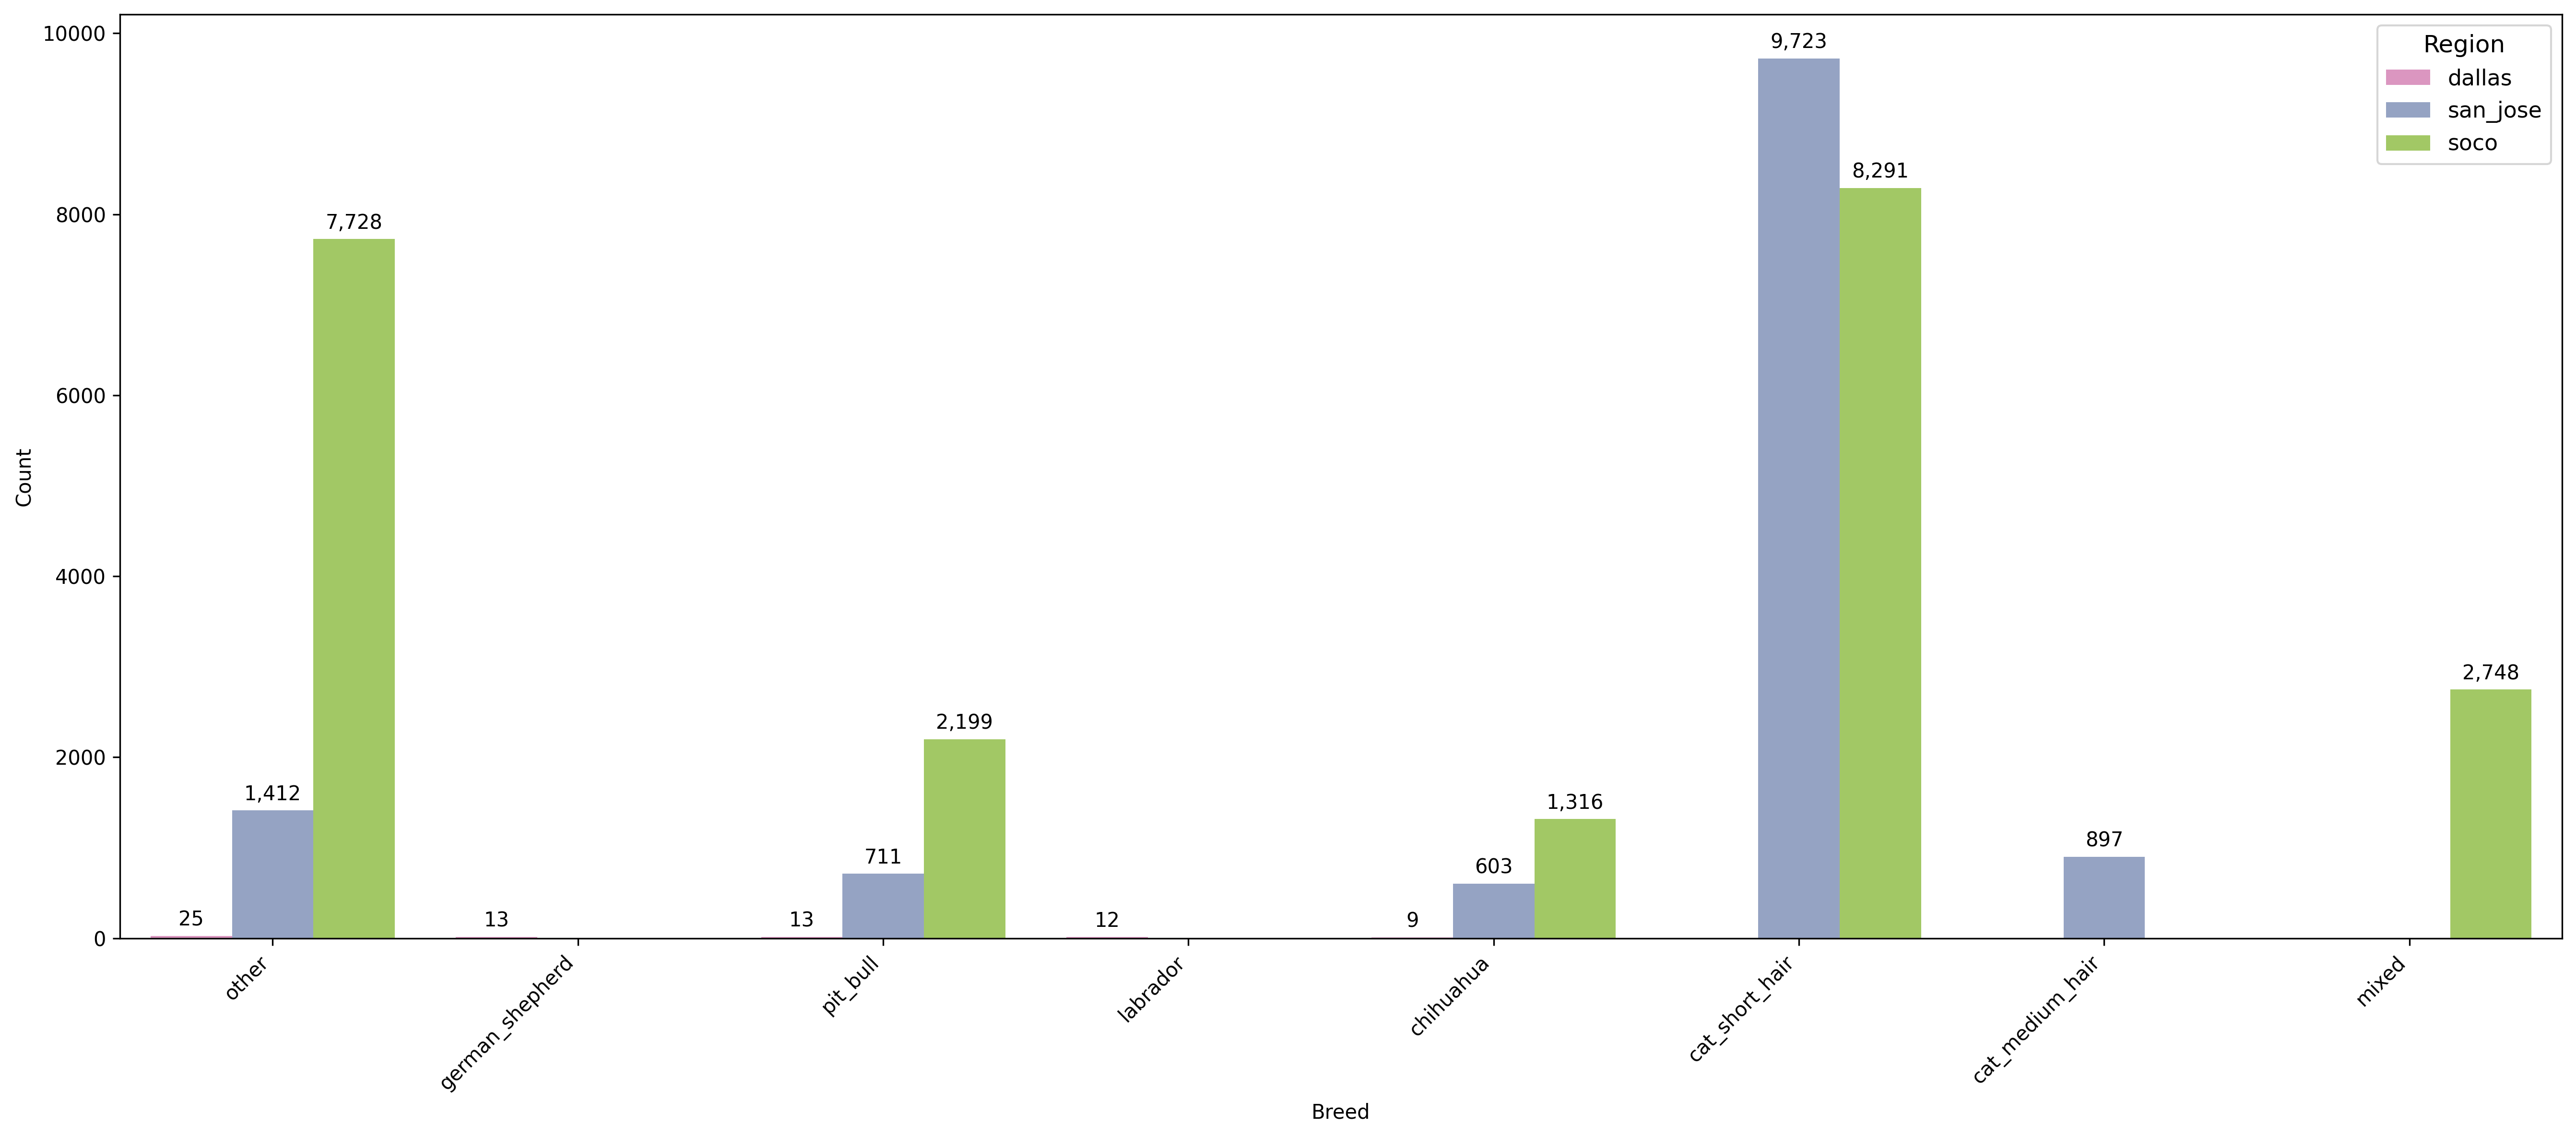 10000
8000
6000
4000
2000
0
Count
Region
dallas
san_jose
soco
25
1,412
7,728
13
13
711
2,199
12
9
603
1,316
9,723
8,291
897
2,748
other
german_shepherd
pit_bull
labrador
chihuahua
cat_short_hair
cat_medium_hair
mixed
Breed